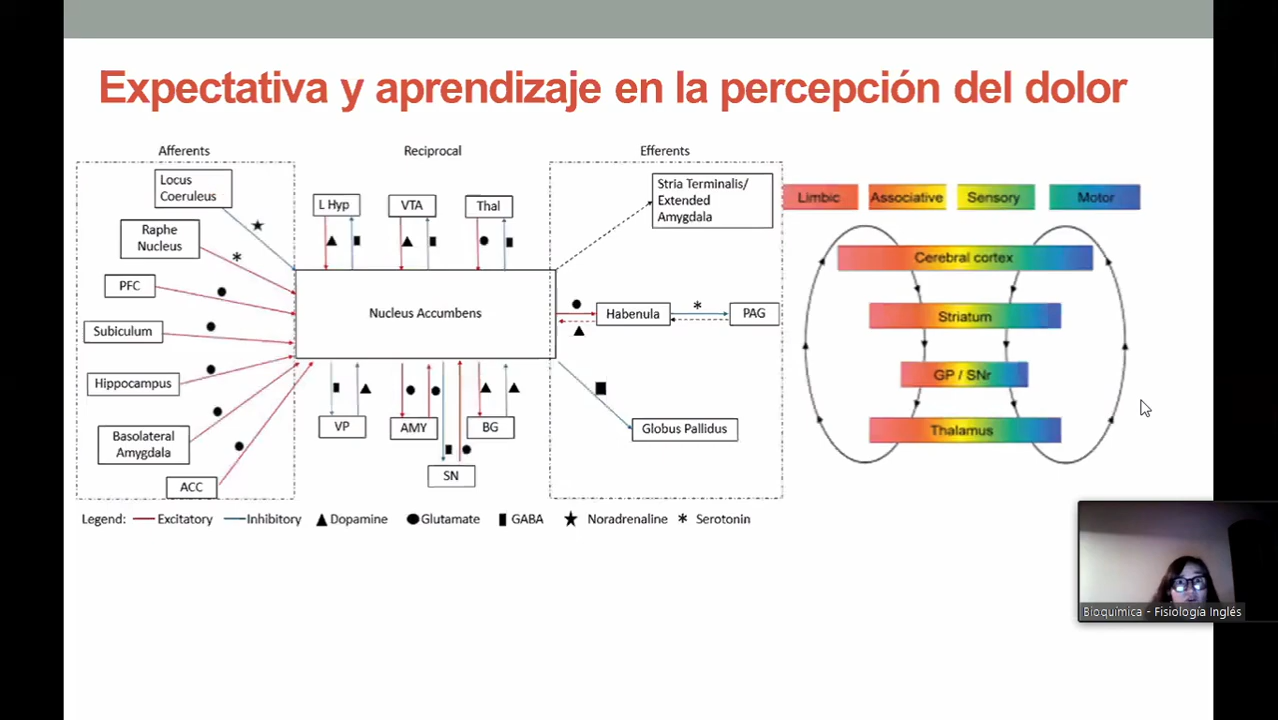 Expectativa y aprendizaje en la percepción del dolor
Afferents
Reciprocal
Efferents
Locus
Coeruleus
Raphe
Nucleus
PFC
Subiculum
Hippocampus
Basolateral
Amygdala
ACC
L Hyp
VTA
Thal
Nucleus Accumbens
VP
AMY
BG
SN
Stria Terminalis/
Extended
Amygdala
Habenula
PAG
Globus Pallidus
Limbic
Associative
Sensory
Motor
Cerebral cortex
Striatum
GP / SNr
Thalamus
Legend: Excitatory Inhibitory Dopamine Glutamate GABA Noradrenaline Serotonin
Bioquímica - Fisiología Inglés